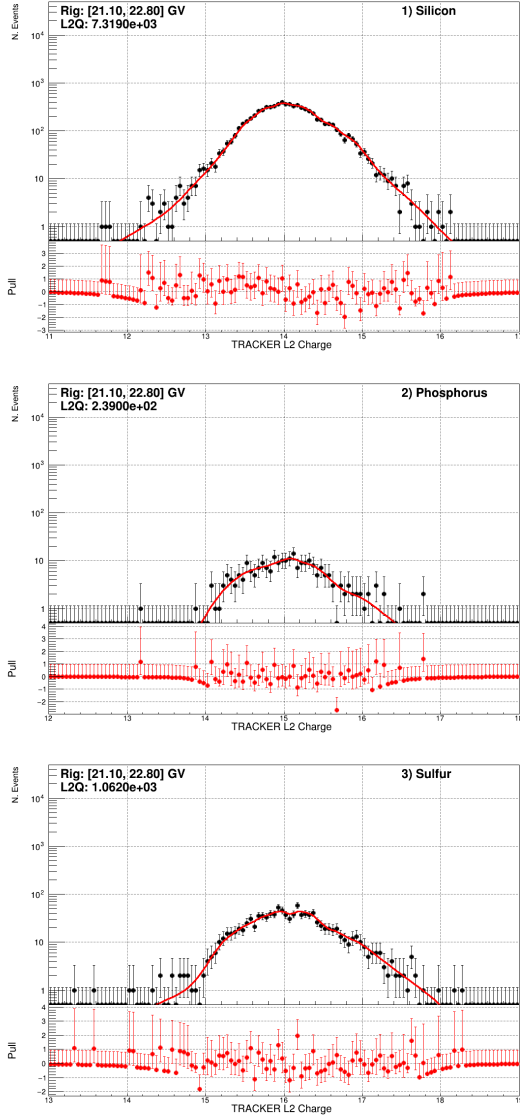 Rig: [21.10, 22.80] GV
L2Q: 7.3190e+03
1) Silicon
N. Events
10⁴
10³
10²
10
1
Pull
3
2
1
0
−1
−2
−3
11 12 13 14 15 16 17
TRACKER L2 Charge
Rig: [21.10, 22.80] GV
L2Q: 2.3900e+02
2) Phosphorus
N. Events
10⁴
10³
10²
10
1
Pull
4
3
2
1
0
−1
−2
12 13 14 15 16 17 18
TRACKER L2 Charge
Rig: [21.10, 22.80] GV
L2Q: 1.0620e+03
3) Sulfur
N. Events
10⁴
10³
10²
10
1
Pull
4
3
2
1
0
−1
−2
13 14 15 16 17 18 19
TRACKER L2 Charge